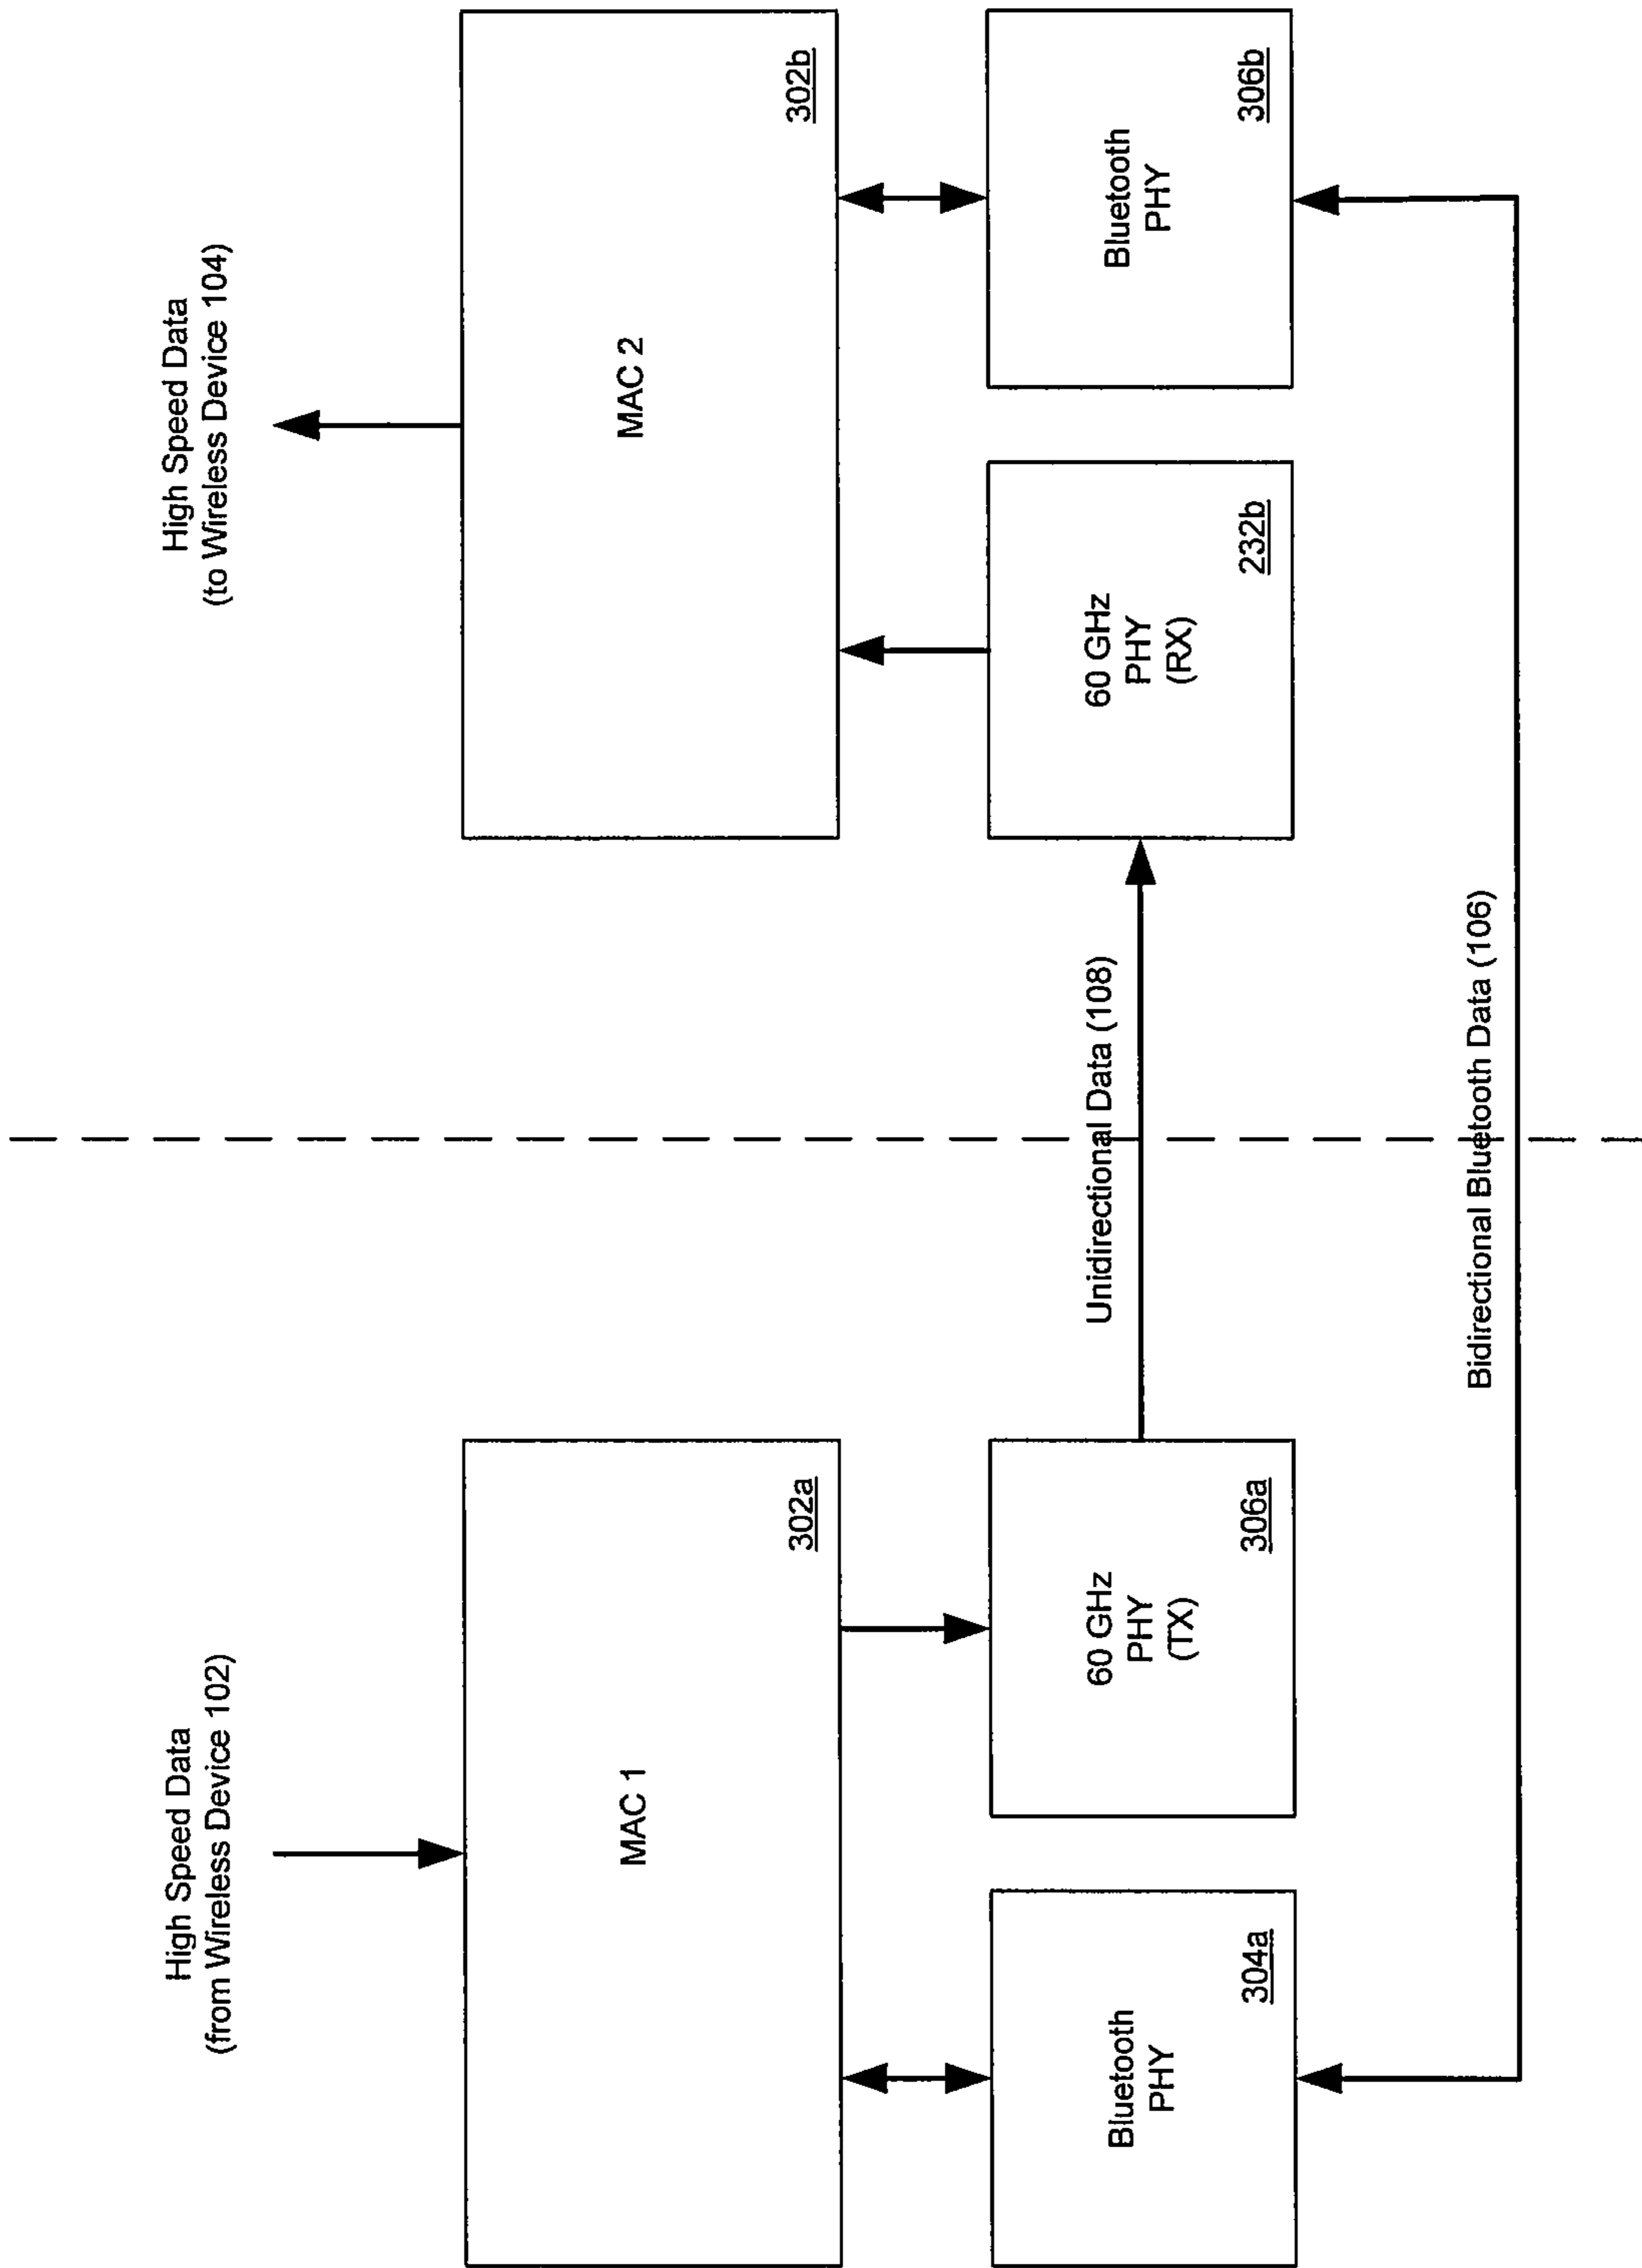 High Speed Data
(from Wireless Device 102)
High Speed Data
(to Wireless Device 104)
MAC 1
302a
MAC 2
302b
Bluetooth
PHY
304a
60 GHz
PHY
(TX)
306a
Unidirectional Data (108)
60 GHz
PHY
(RX)
232b
Bluetooth
PHY
306b
Bidirectional Bluetooth Data (106)